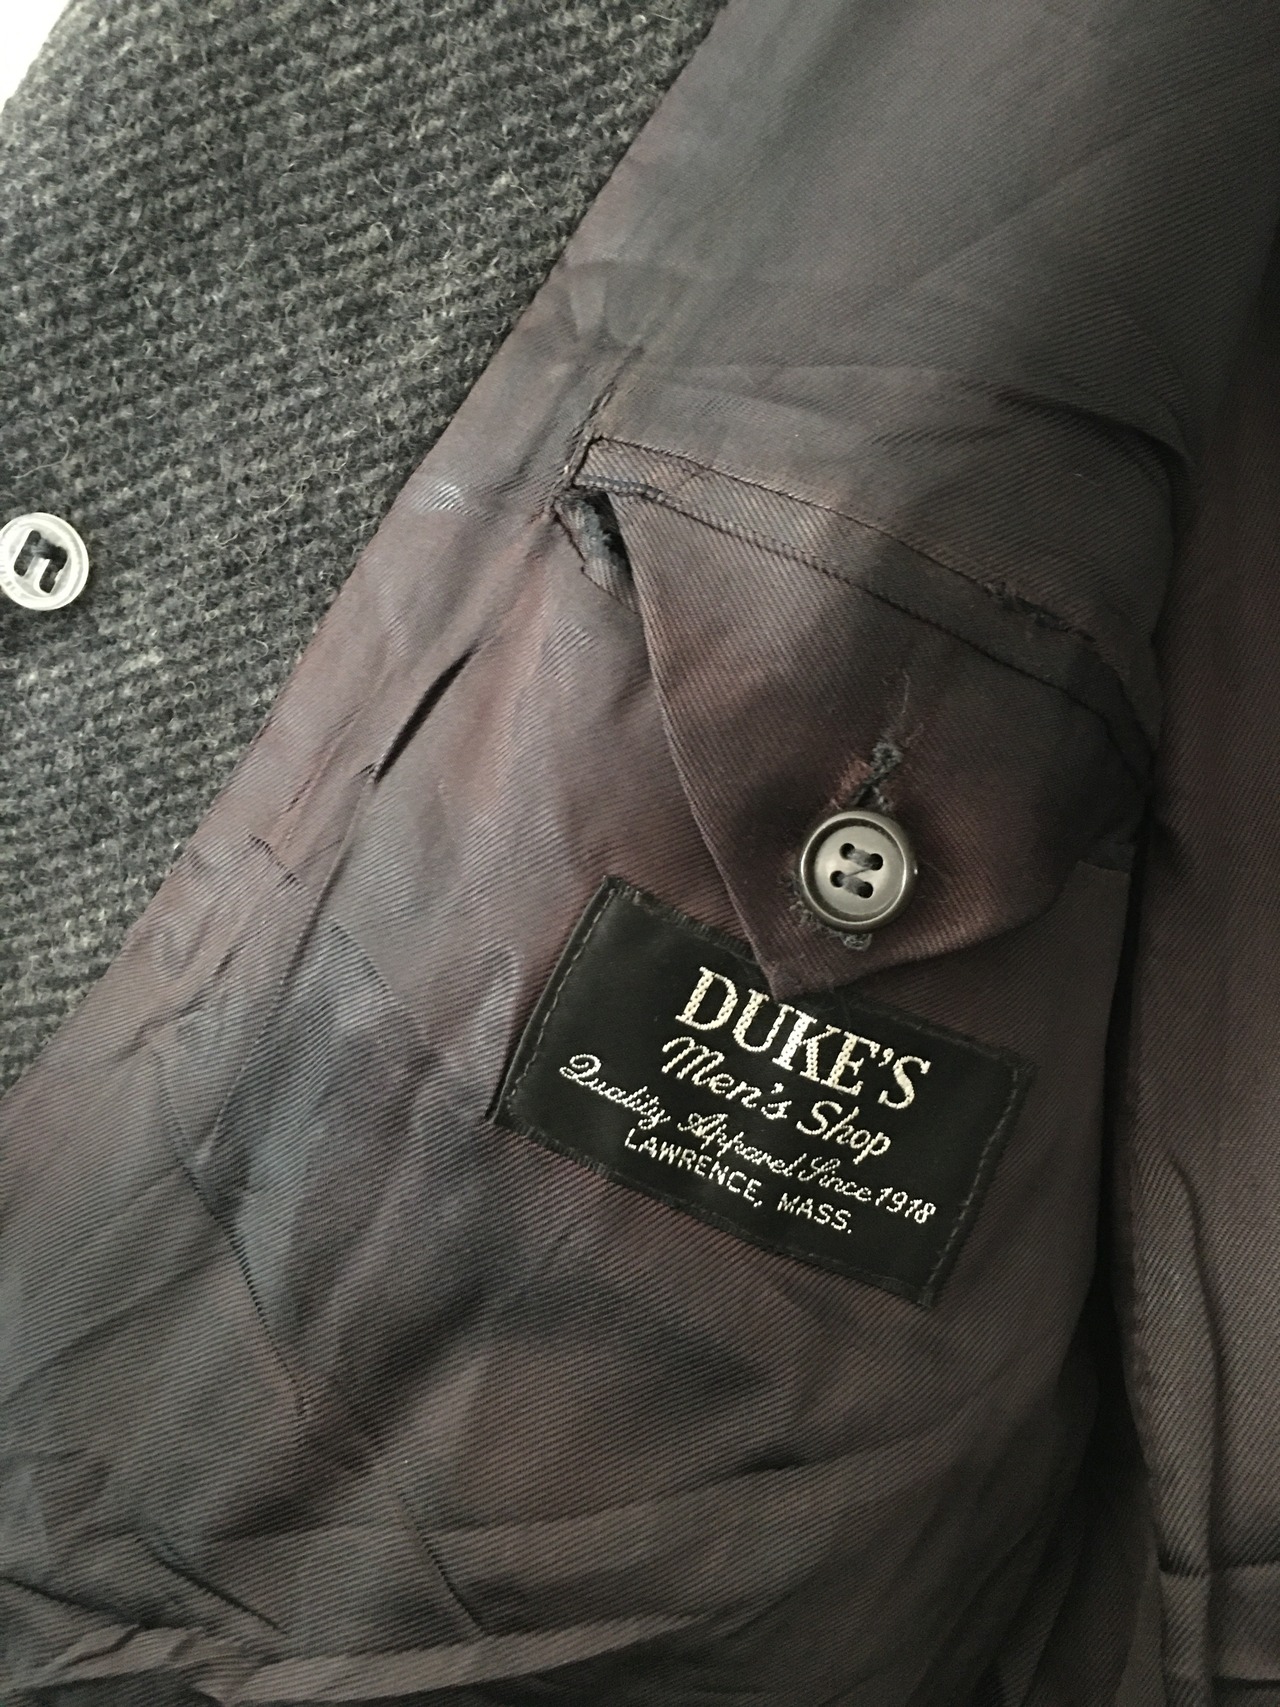 DUKE'S
Men's Shop
Quality Apparel Since 1918
LAWRENCE, MASS.